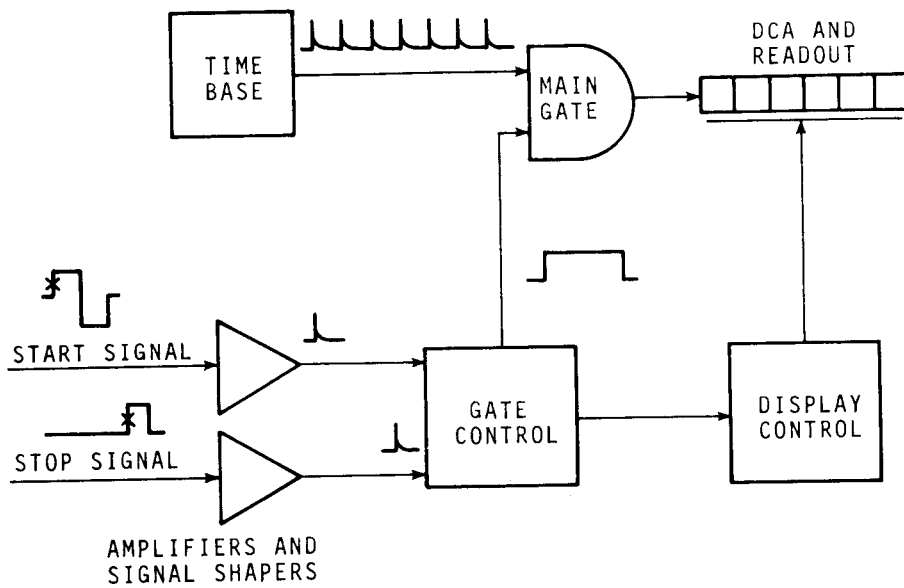 TIME
BASE
MAIN
GATE
DCA AND
READOUT
START SIGNAL
STOP SIGNAL
GATE
CONTROL
DISPLAY
CONTROL
AMPLIFIERS AND
SIGNAL SHAPERS